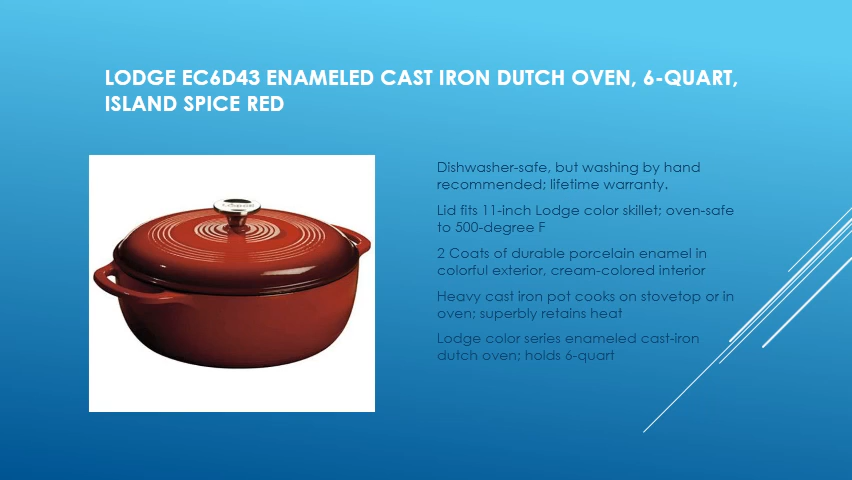 LODGE EC6D43 ENAMELED CAST IRON DUTCH OVEN, 6-QUART,
ISLAND SPICE RED
Dishwasher-safe, but washing by hand
recommended; lifetime warranty.
Lid fits 11-inch Lodge color skillet; oven-safe
to 500-degree F
2 Coats of durable porcelain enamel in
colorful exterior, cream-colored interior
Heavy cast iron pot cooks on stovetop or in
oven; superbly retains heat
Lodge color series enameled cast-iron
dutch oven; holds 6-quart